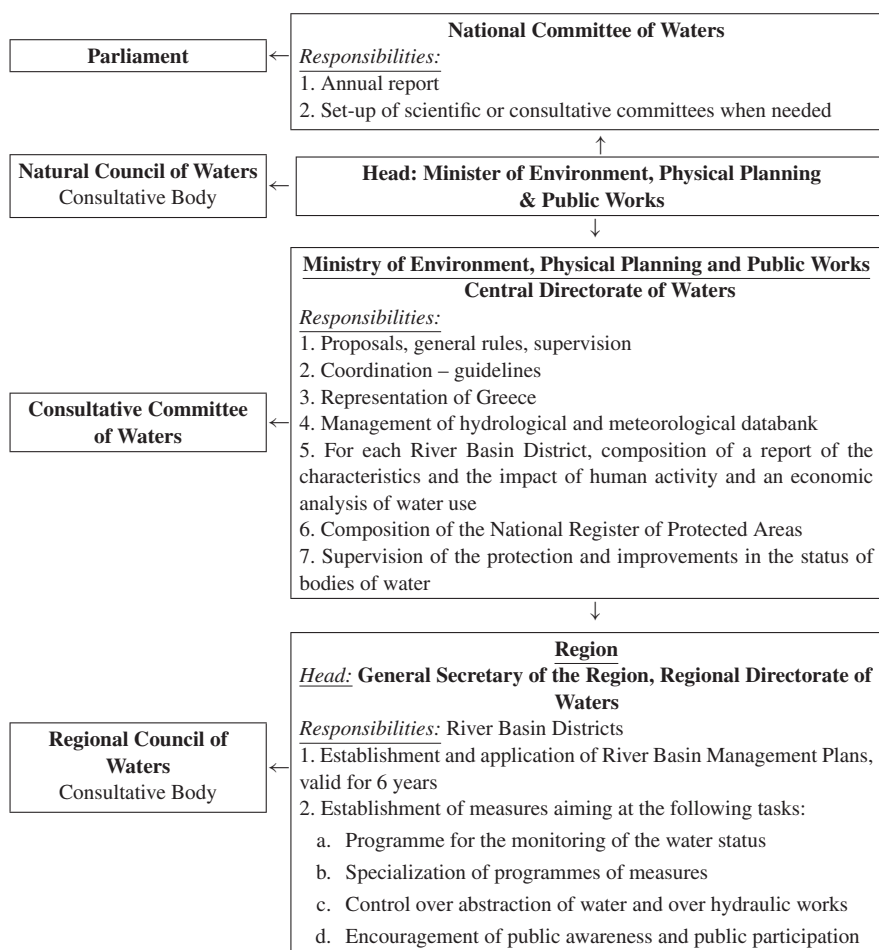 National Committee of Waters
Parliament
←
Responsibilities:
1. Annual report
2. Set-up of scientific or consultative committees when needed
↑
Natural Council of Waters
Consultative Body
←
Head: Minister of Environment, Physical Planning
& Public Works
↓
Ministry of Environment, Physical Planning and Public Works
Central Directorate of Waters
Responsibilities:
1. Proposals, general rules, supervision
2. Coordination – guidelines
3. Representation of Greece
Consultative Committee
of Waters
←
4. Management of hydrological and meteorological databank
5. For each River Basin District, composition of a report of the
characteristics and the impact of human activity and an economic
analysis of water use
6. Composition of the National Register of Protected Areas
7. Supervision of the protection and improvements in the status of
bodies of water
↓
Region
Head: General Secretary of the Region, Regional Directorate of
Waters
Responsibilities: River Basin Districts
Regional Council of
Waters
Consultative Body
←
1. Establishment and application of River Basin Management Plans,
valid for 6 years
2. Establishment of measures aiming at the following tasks:
a. Programme for the monitoring of the water status
b. Specialization of programmes of measures
c. Control over abstraction of water and over hydraulic works
d. Encouragement of public awareness and public participation